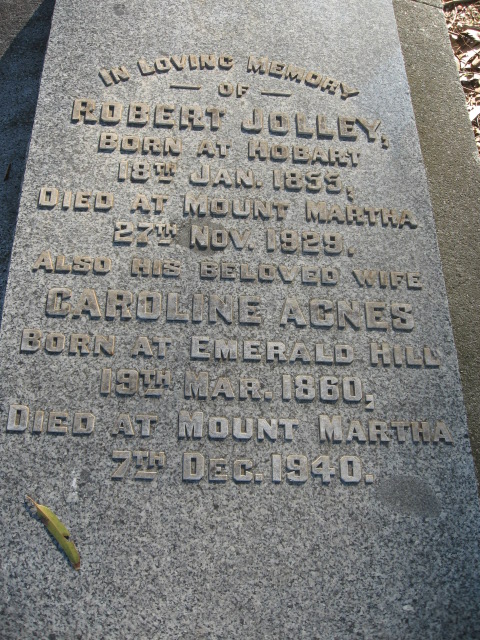 IN LOVING MEMORY
— OF —
ROBERT JOLLEY,
BORN AT HOBART
18TH JAN. 1833,
DIED AT MOUNT MARTHA
27TH NOV. 1929,
ALSO HIS BELOVED WIFE
CAROLINE AGNES
BORN AT EMERALD HILL
19TH MAR. 1860,
DIED AT MOUNT MARTHA
7TH DEC. 1940.